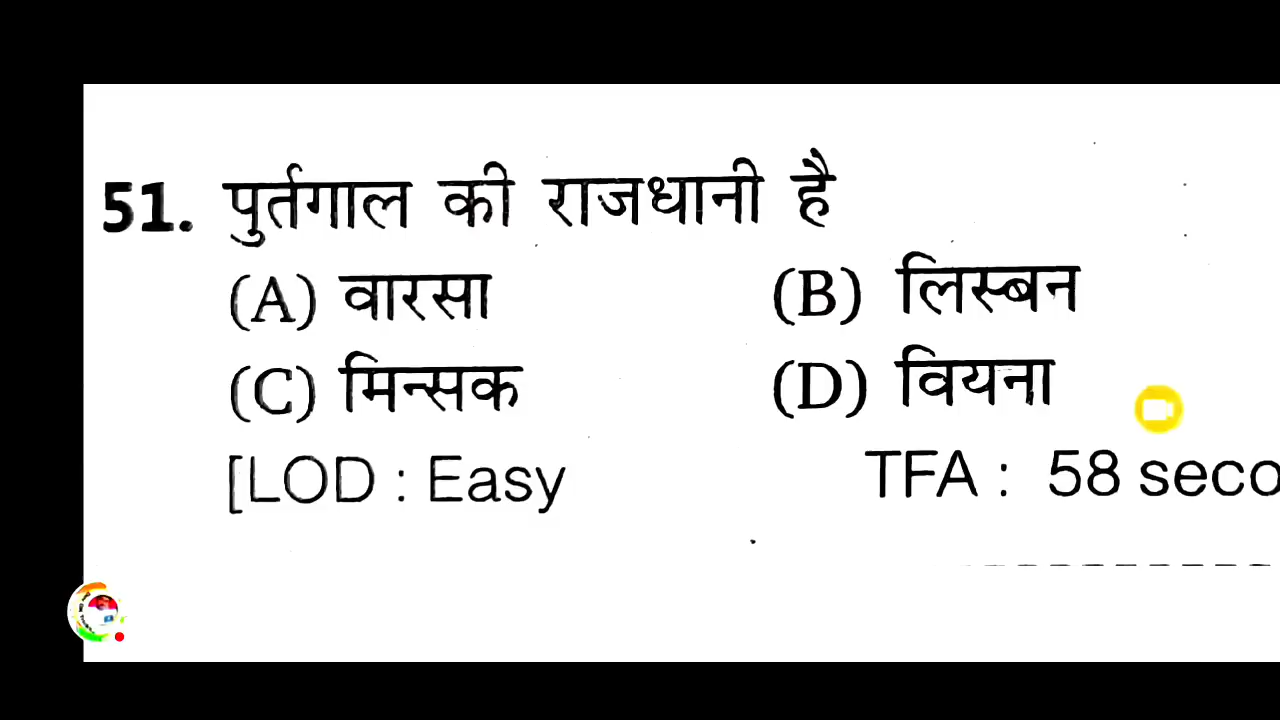 51. पुर्तगाल की राजधानी है
(A) वारसा (B) लिस्बन
(C) मिन्सक (D) वियना
[LOD : Easy TFA : 58 seco